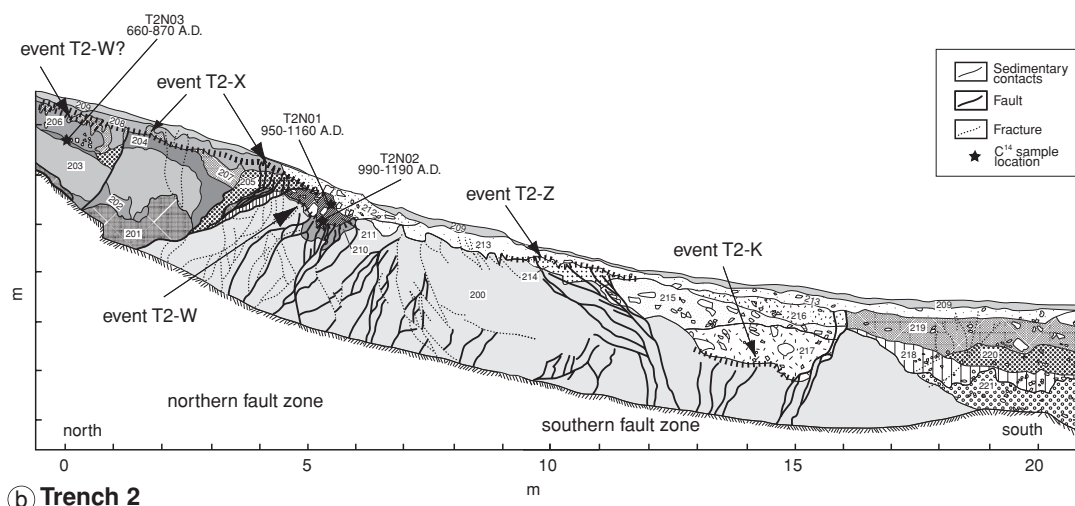 T2N03
660-870 A.D.
event T2-W?
event T2-X
T2N01
950-1160 A.D.
T2N02
990-1190 A.D.
event T2-Z
event T2-K
event T2-W
Sedimentary
contacts
Fault
Fracture
C14 sample
location
209
206
208
204
203
207
205
202
201
212
211
210
209
213
214
200
215
213
216
217
209
219
218
220
221
northern fault zone
southern fault zone
north
south
m
0
5
10
15
20
m
b Trench 2